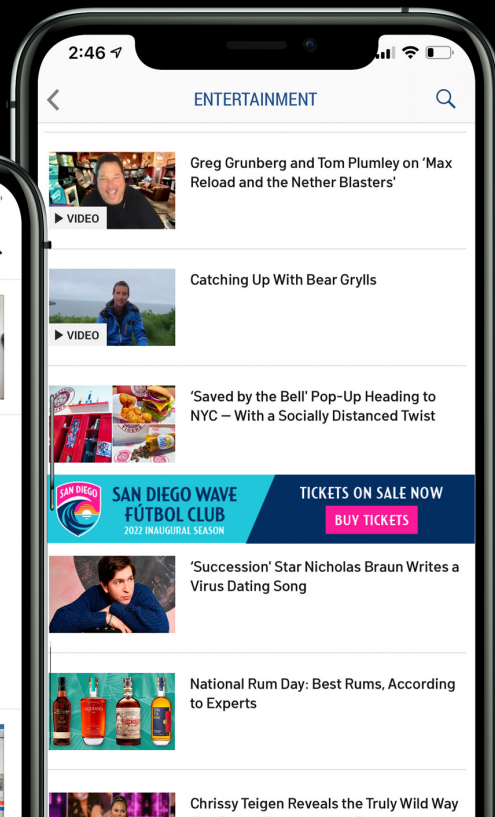 2:46
ENTERTAINMENT
Greg Grunberg and Tom Plumley on ‘Max
Reload and the Nether Blasters'
VIDEO
Catching Up With Bear Grylls
VIDEO
‘Saved by the Bell' Pop-Up Heading to
NYC — With a Socially Distanced Twist
SAN DIEGO
SAN DIEGO WAVE
FÚTBOL CLUB
2022 INAUGURAL SEASON
TICKETS ON SALE NOW
BUY TICKETS
‘Succession' Star Nicholas Braun Writes a
Virus Dating Song
National Rum Day: Best Rums, According
to Experts
Chrissy Teigen Reveals the Truly Wild Way